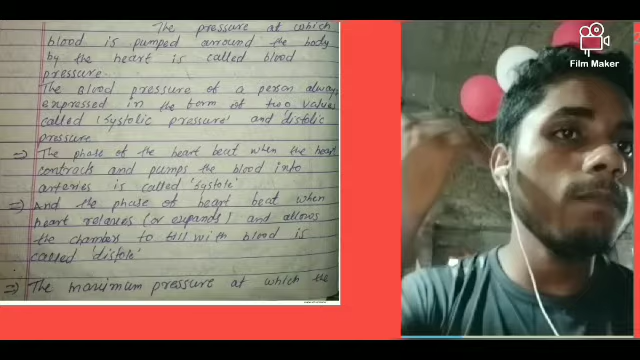 The pressure at which
blood is pumped arround the body
by the heart is called blood
pressure.
The Blood pressure of a person always
expressed in the form of two values
called 'Systolic pressure' and distolic
pressure
=> The phase of the heart beat when the heart
contracts and pumps the blood into
arteries is called 'Systole'
=> And the phase of heart beat when
heart relaxes (or expands) and allows
the chamber to fill with blood is
called 'distole'
=> The maximum pressure at which the
Film Maker